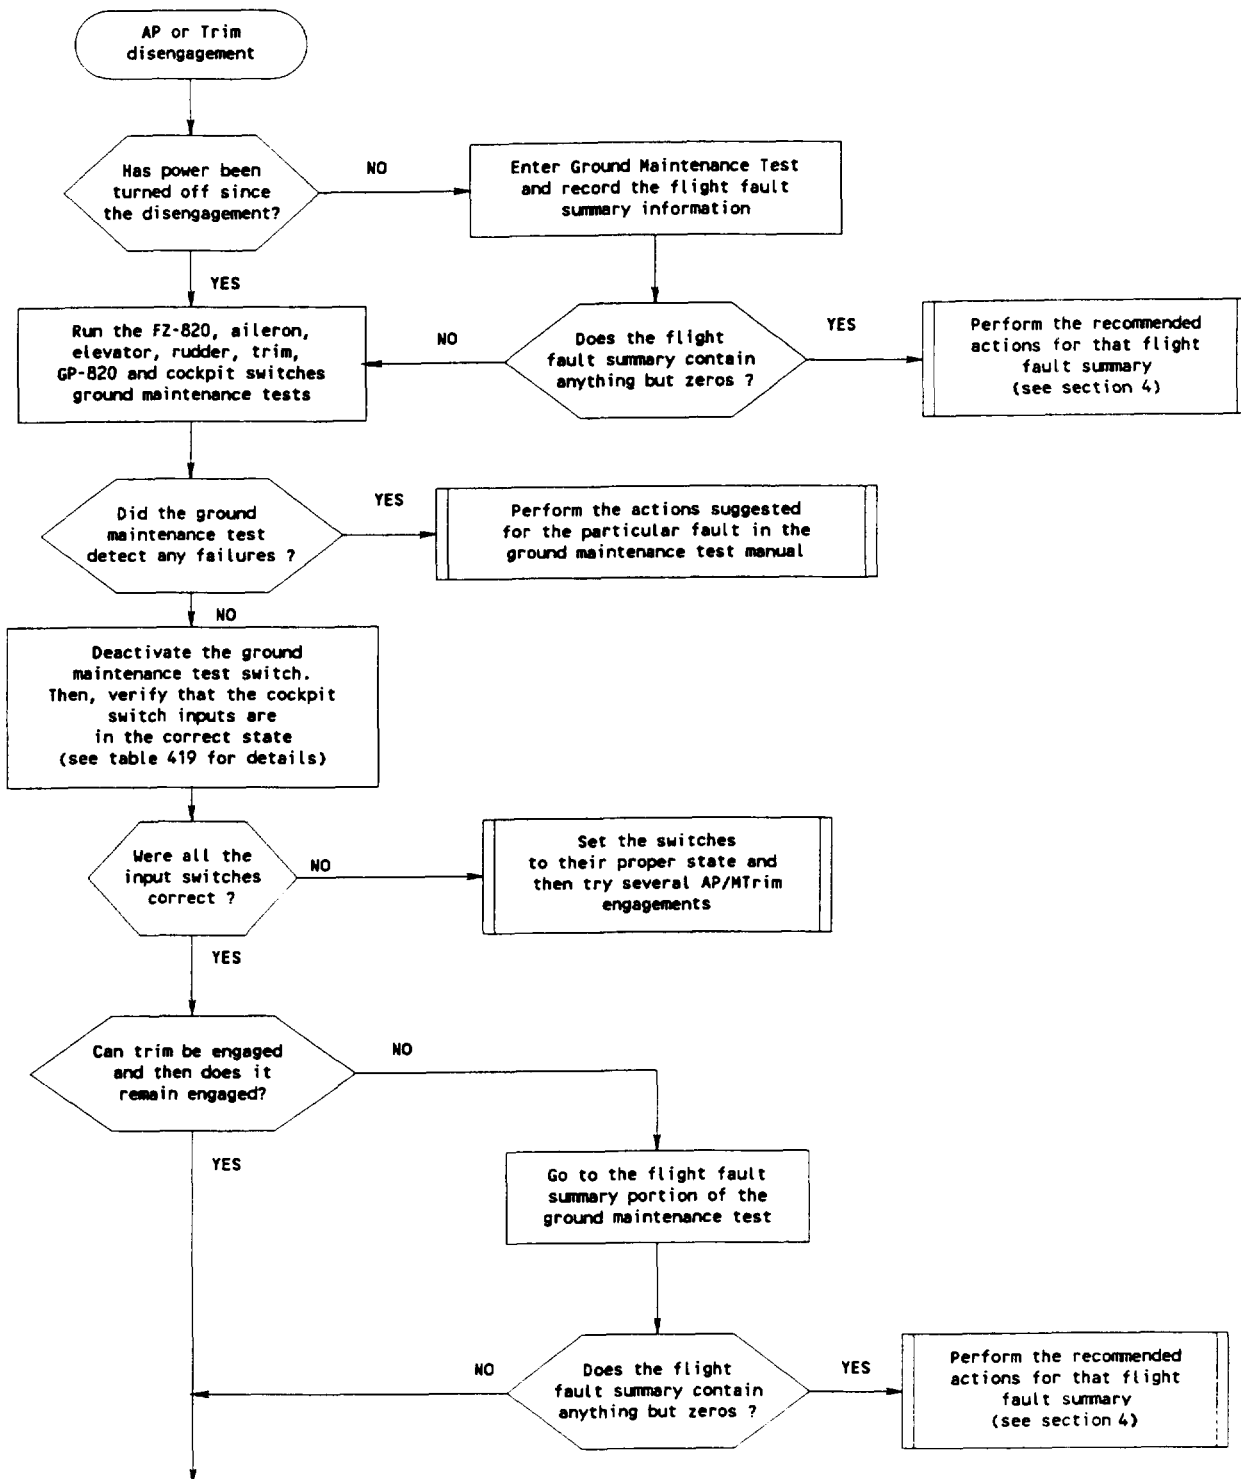 AP or Trim
disengagement
Has power been
turned off since
the disengagement?
NO
Enter Ground Maintenance Test
and record the flight fault
summary information
YES
Run the FZ-820, aileron,
elevator, rudder, trim,
GP-820 and cockpit switches
ground maintenance tests
NO
Does the flight
fault summary contain
anything but zeros ?
YES
Perform the recommended
actions for that flight
fault summary
(see section 4)
Did the ground
maintenance test
detect any failures ?
YES
Perform the actions suggested
for the particular fault in the
ground maintenance test manual
NO
Deactivate the ground
maintenance test switch.
Then, verify that the cockpit
switch inputs are
in the correct state
(see table 419 for details)
Were all the
input switches
correct ?
NO
Set the switches
to their proper state and
then try several AP/MTrim
engagements
YES
Can trim be engaged
and then does it
remain engaged?
NO
YES
Go to the flight fault
summary portion of the
ground maintenance test
NO
Does the flight
fault summary contain
anything but zeros ?
YES
Perform the recommended
actions for that flight
fault summary
(see section 4)